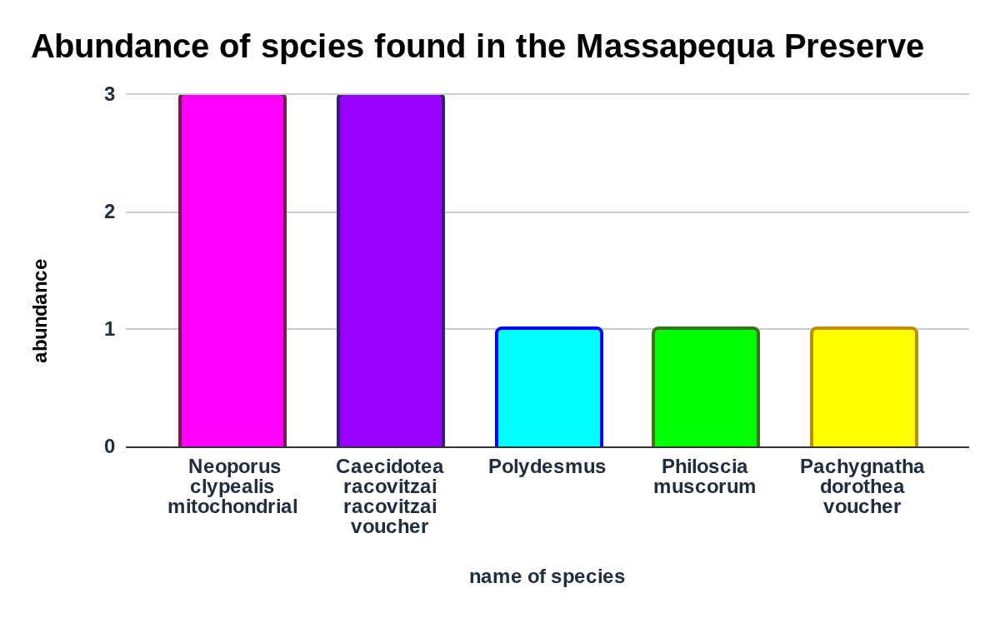 Abundance of spcies found in the Massapequa Preserve
3
2
1
0
abundance
Neoporus
clypealis
mitochondrial
Caecidotea
racovitzai
racovitzai
voucher
Polydesmus
Philoscia
muscorum
Pachygnatha
dorothea
voucher
name of species